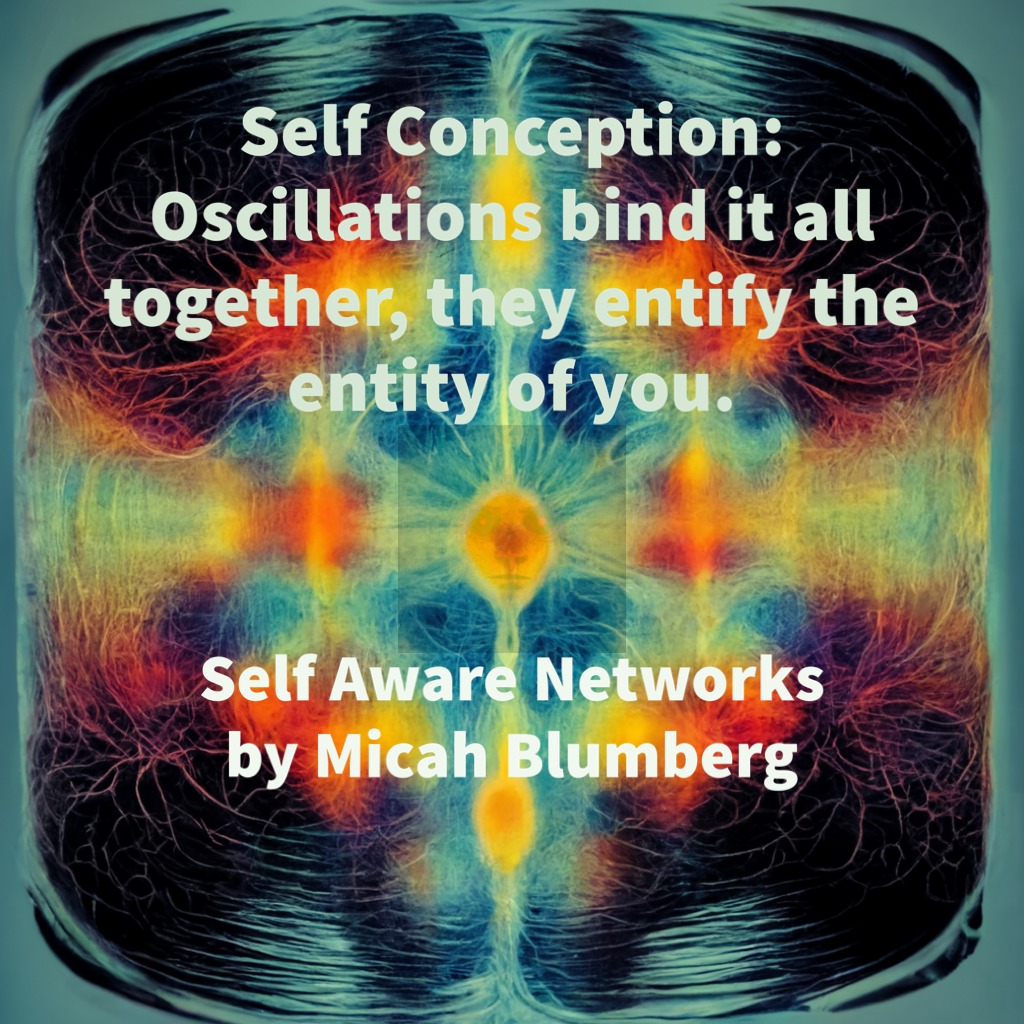 Self Conception:
Oscillations bind it all
together, they entify the
entity of you.
Self Aware Networks
by Micah Blumberg